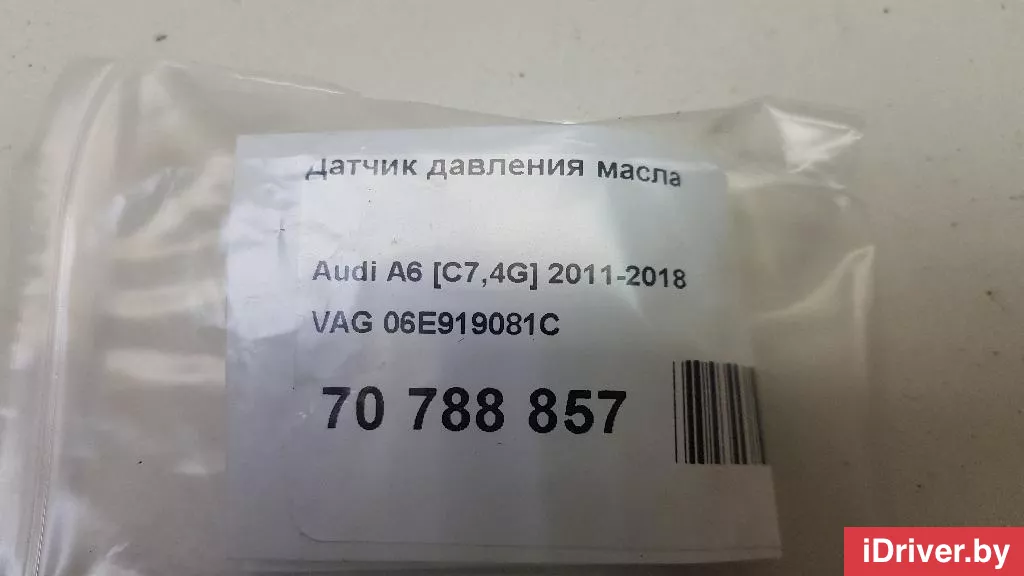 Датчик давления масла
Audi A6 [C7,4G] 2011-2018
VAG 06E919081C
70 788 857
iDriver.by